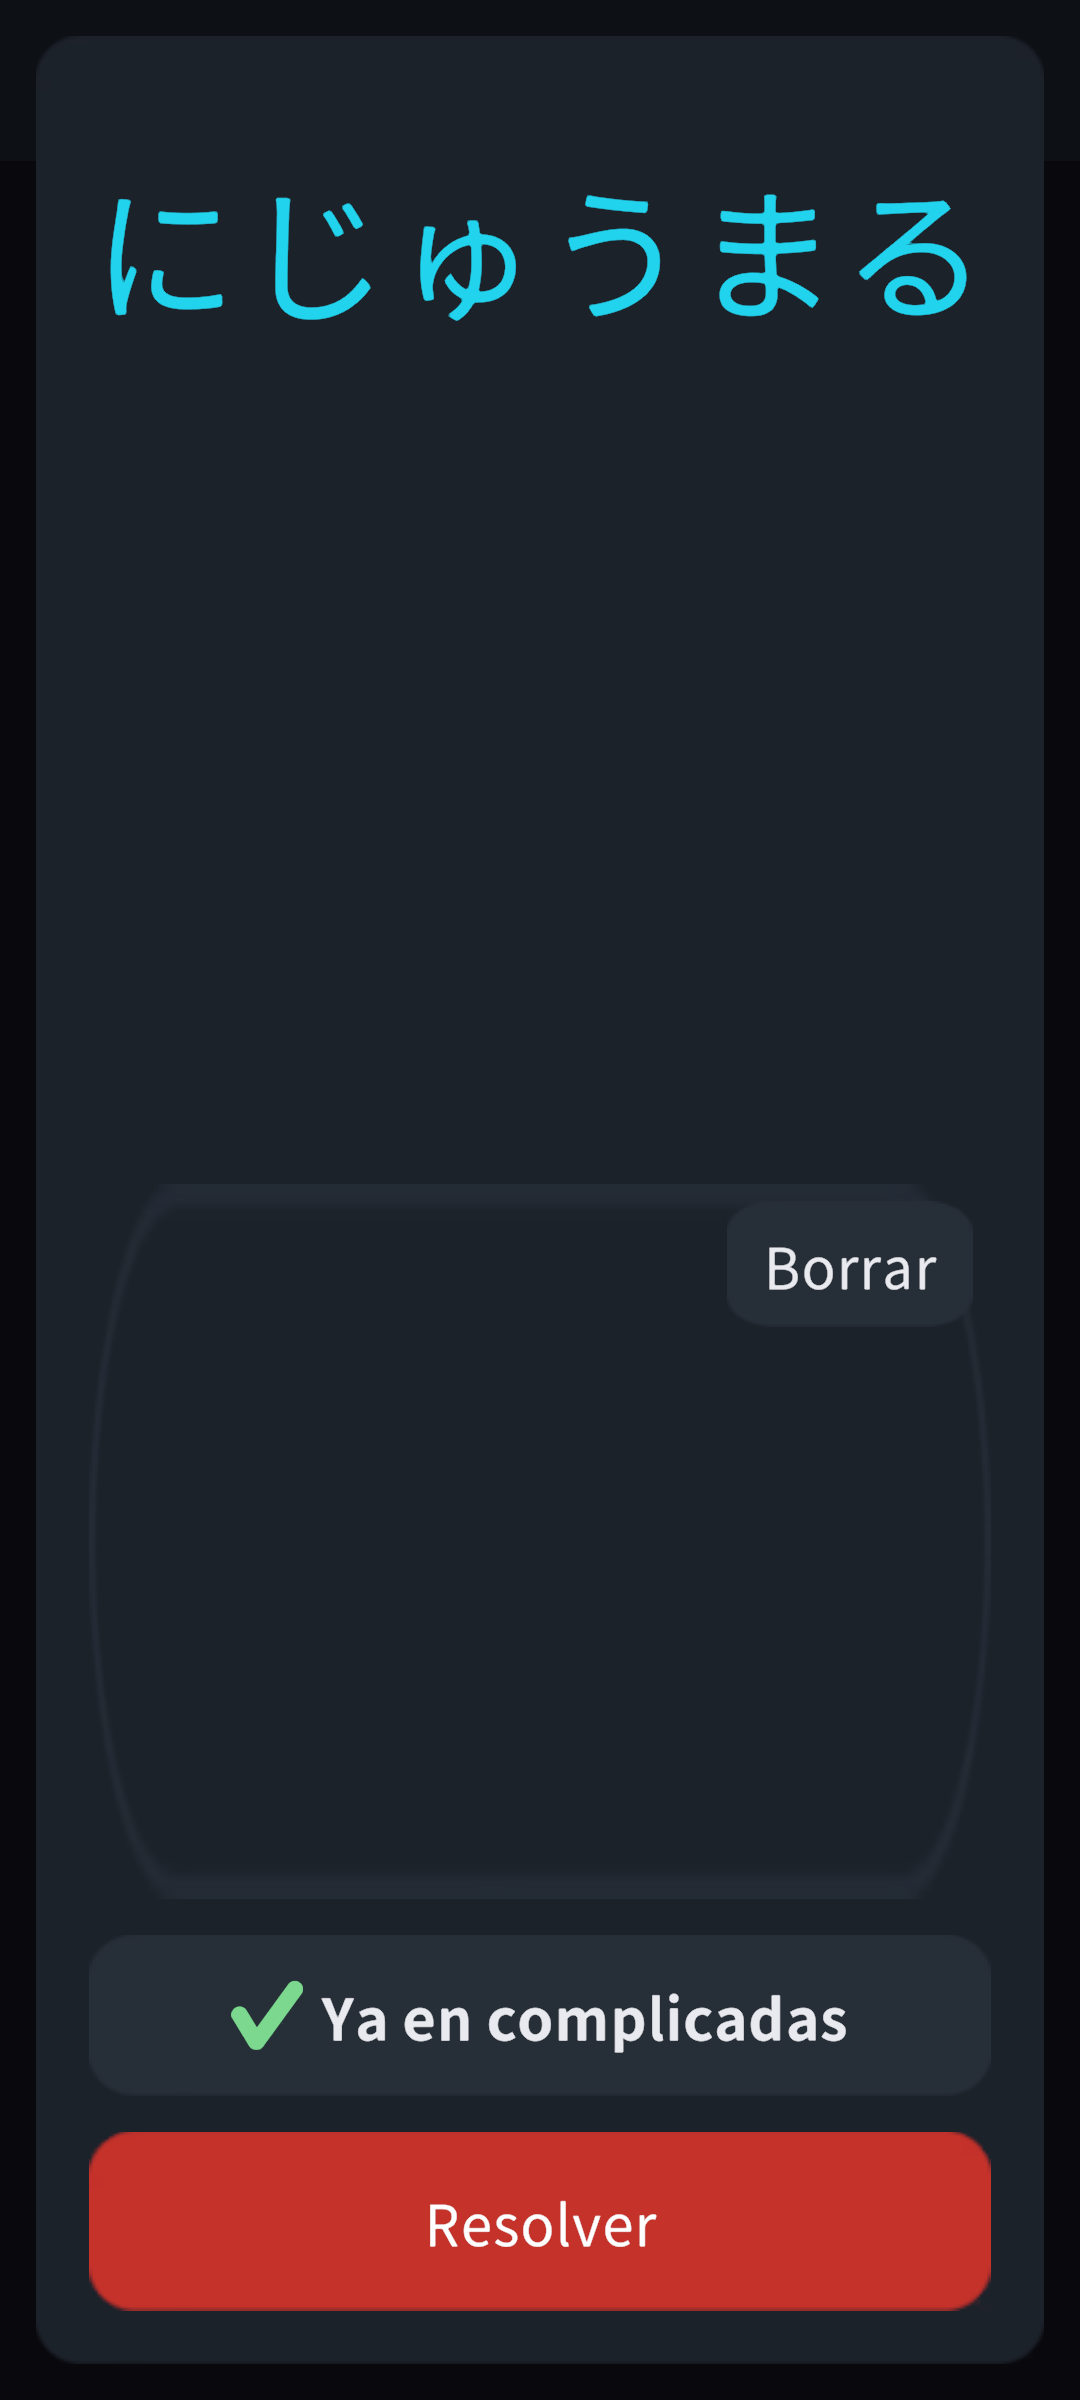 にじゅうまる
Borrar
✔ Ya en complicadas
Resolver